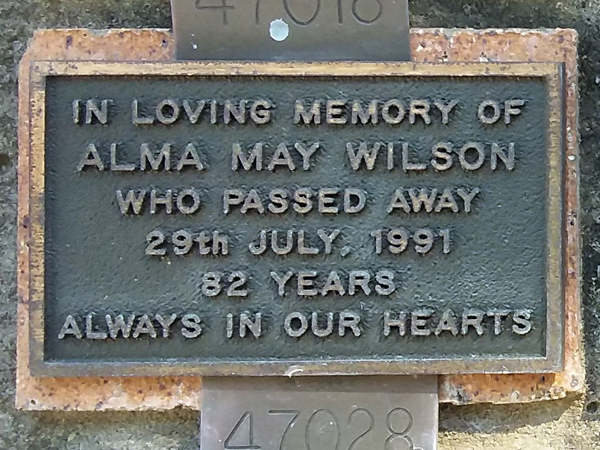 47018
IN LOVING MEMORY OF
ALMA MAY WILSON
WHO PASSED AWAY
29th JULY, 1991
82 YEARS
ALWAYS IN OUR HEARTS
47028